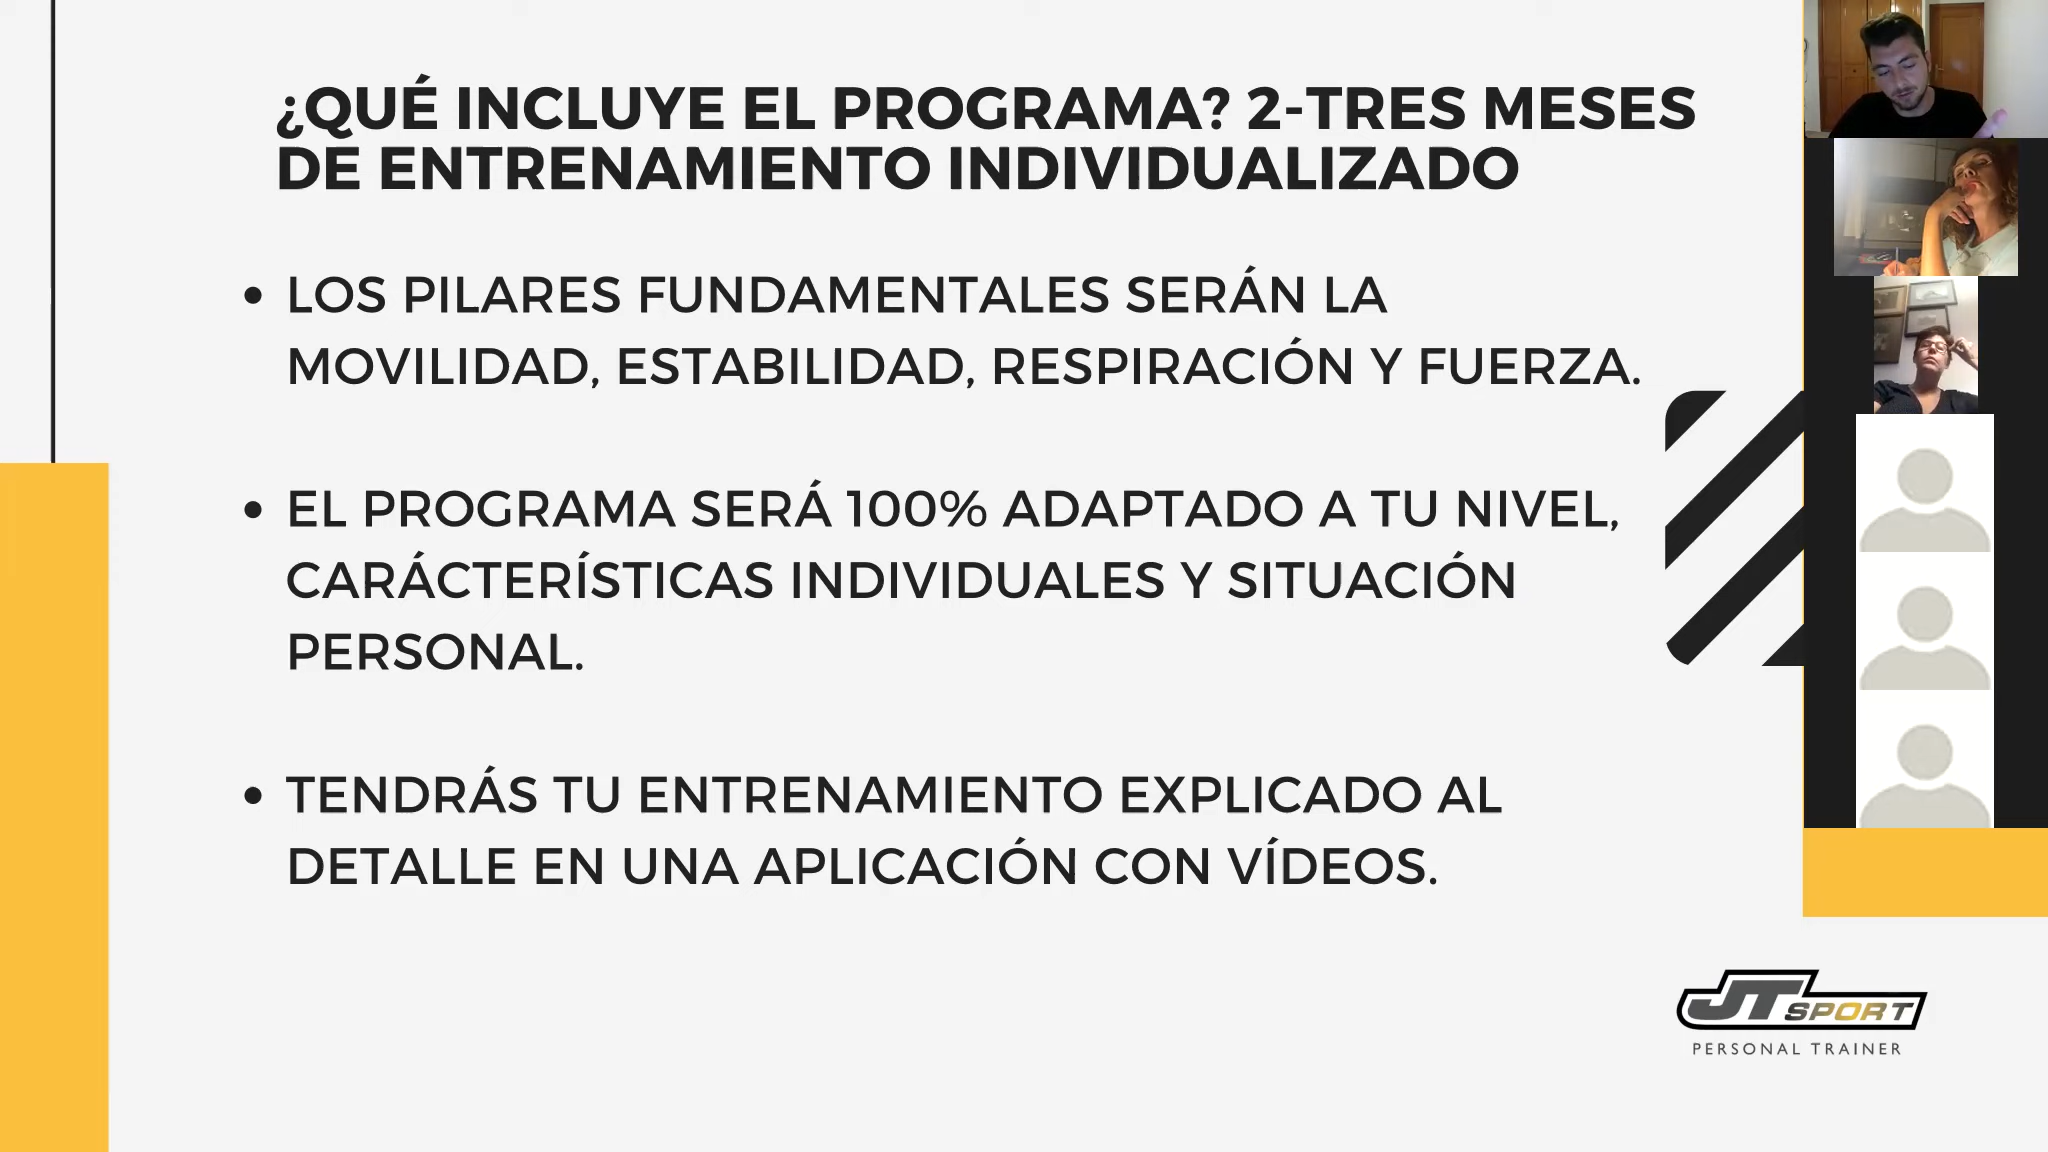 ¿QUÉ INCLUYE EL PROGRAMA? 2-TRES MESES
DE ENTRENAMIENTO INDIVIDUALIZADO
• LOS PILARES FUNDAMENTALES SERÁN LA
MOVILIDAD, ESTABILIDAD, RESPIRACIÓN Y FUERZA.
• EL PROGRAMA SERÁ 100% ADAPTADO A TU NIVEL,
CARÁCTERÍSTICAS INDIVIDUALES Y SITUACIÓN
PERSONAL.
• TENDRÁS TU ENTRENAMIENTO EXPLICADO AL
DETALLE EN UNA APLICACIÓN CON VÍDEOS.
JT SPORT
PERSONAL TRAINER